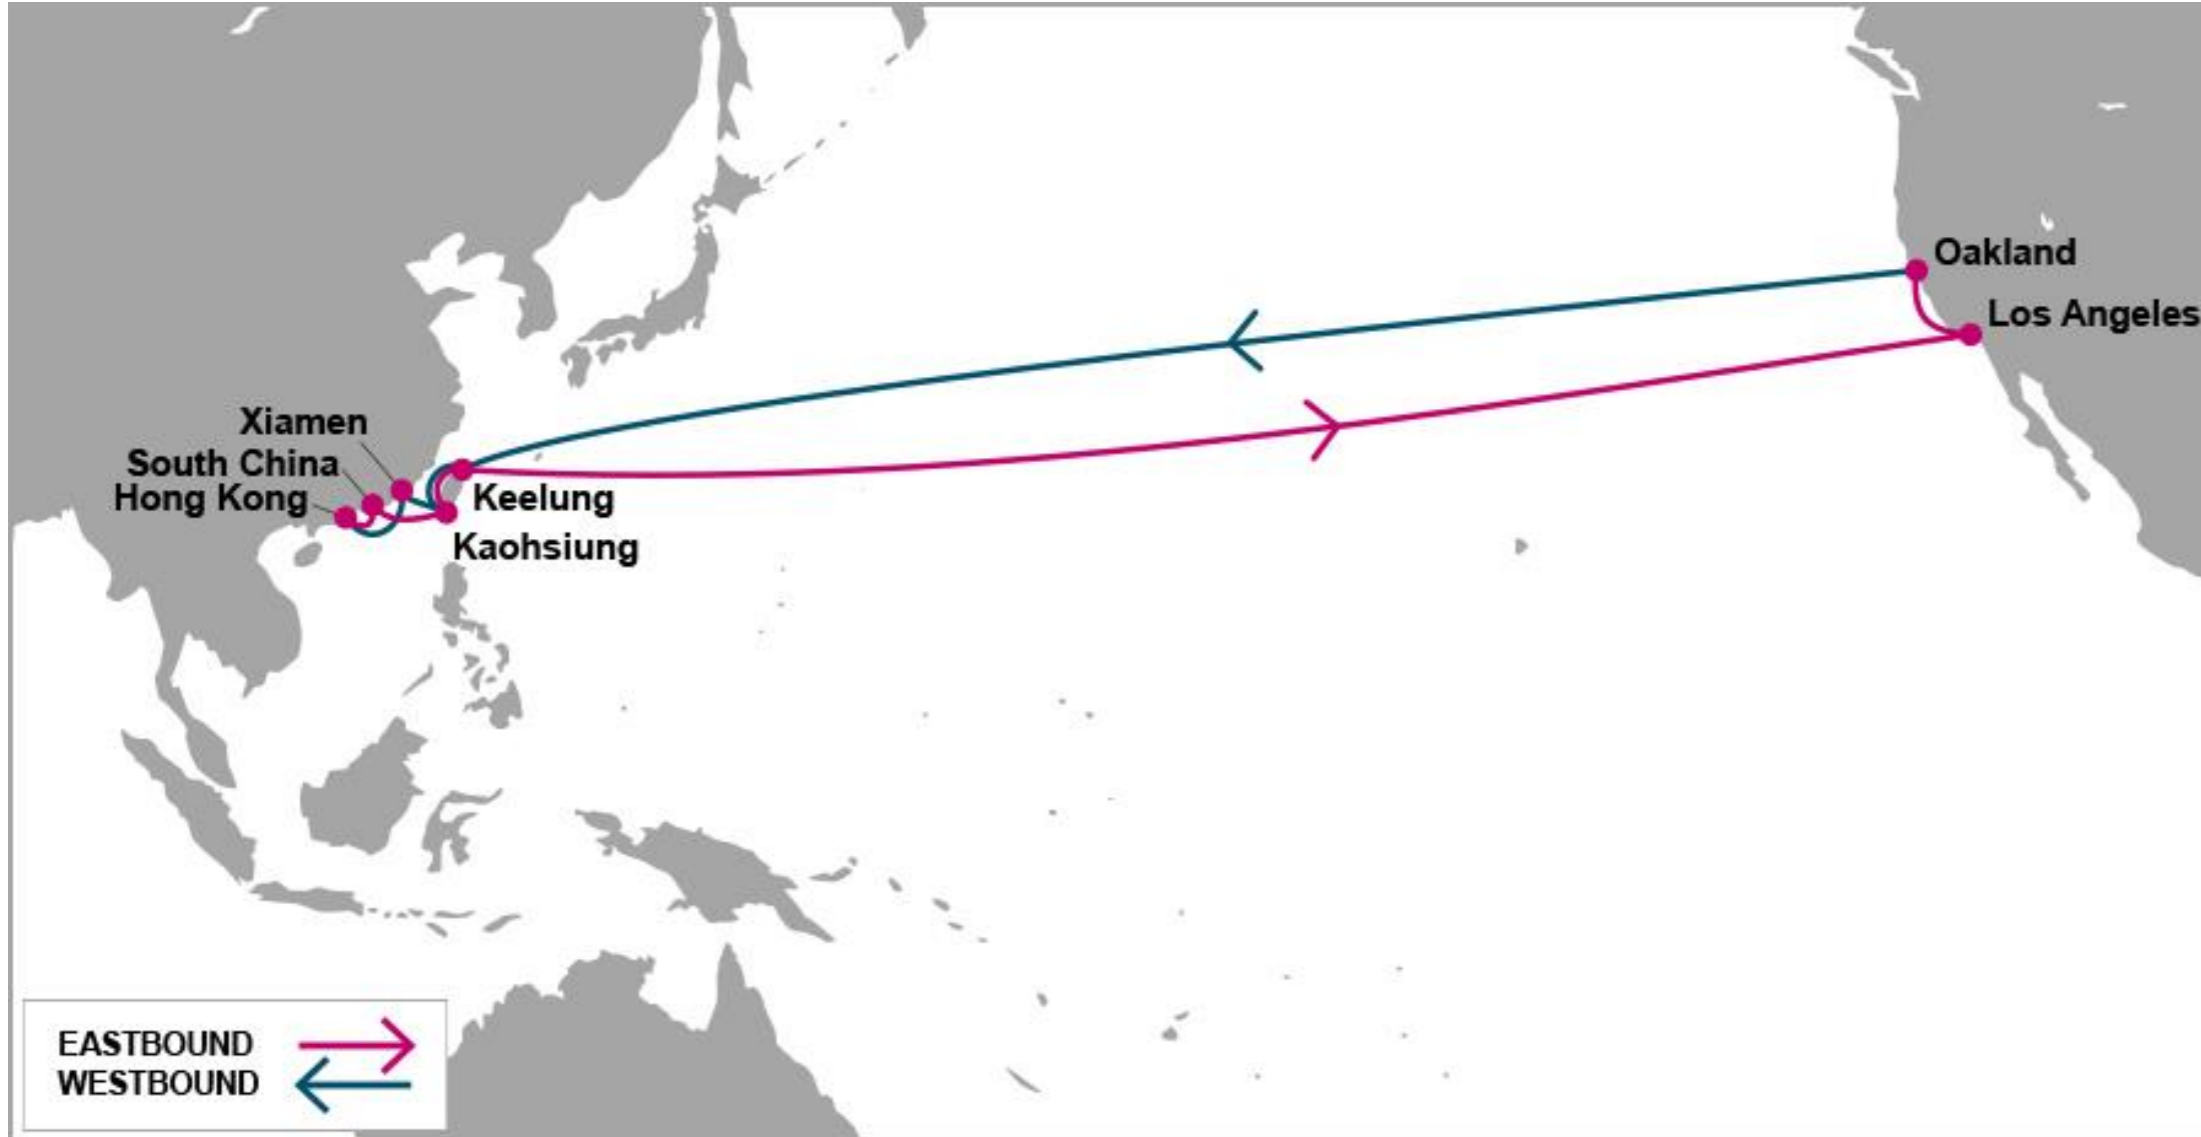 Oakland
Los Angeles
Xiamen
South China
Hong Kong
Keelung
Kaohsiung
EASTBOUND
WESTBOUND